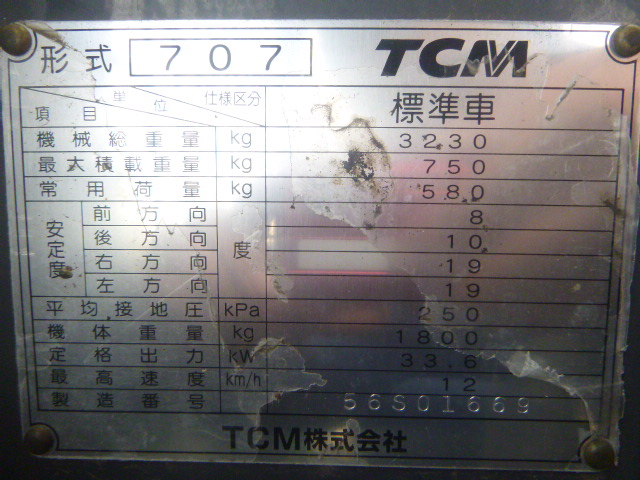 形式 707 TCM
項目 単位 仕様区分 標準車
機械総重量 kg 3230
最大積載重量 kg 750
常用荷重 kg 580
安定度 前方向 度 8
後方向 10
右方向 19
左方向 19
平均接地圧 kPa 250
機体重量 kg 1800
定格出力 kW 33.6
最高速度 km/h 12
製造番号 56S01669
TCM株式会社